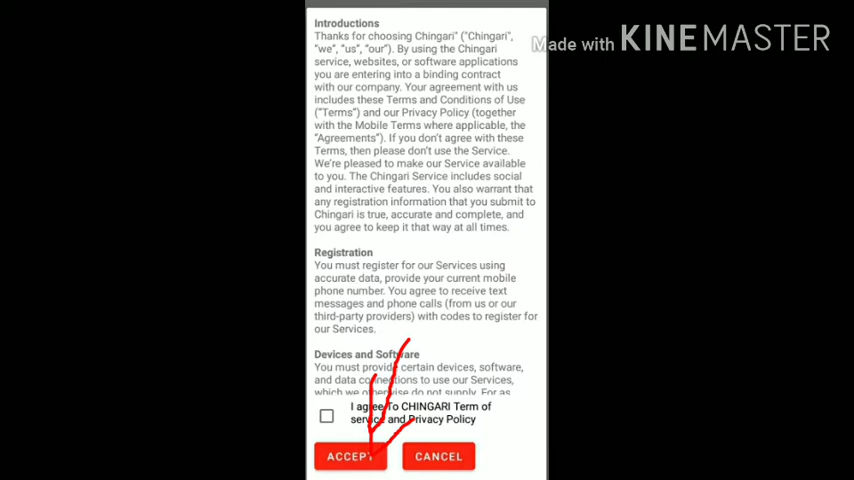 Made with KINEMASTER
Introductions
Thanks for choosing Chingari" ("Chingari",
"we", "us", "our"). By using the Chingari
service, websites, or software applications
you are entering into a binding contract
with our company. Your agreement with us
includes these Terms and Conditions of Use
("Terms") and our Privacy Policy (together
with the Mobile Terms where applicable, the
"Agreements"). If you don't agree with these
Terms, then please don't use the Service.
We're pleased to make our Service available
to you. The Chingari Service includes social
and interactive features. You also warrant that
any registration information that you submit to
Chingari is true, accurate and complete, and
you agree to keep it that way at all times.
Registration
You must register for our Services using
accurate data, provide your current mobile
phone number. You agree to receive text
messages and phone calls (from us or our
third-party providers) with codes to register for
our Services.
Devices and Software
You must provide certain devices, software,
and data connections to use our Services,
which we otherwise do not supply. For as
I agree To CHINGARI Term of
service and Privacy Policy
ACCEPT
CANCEL